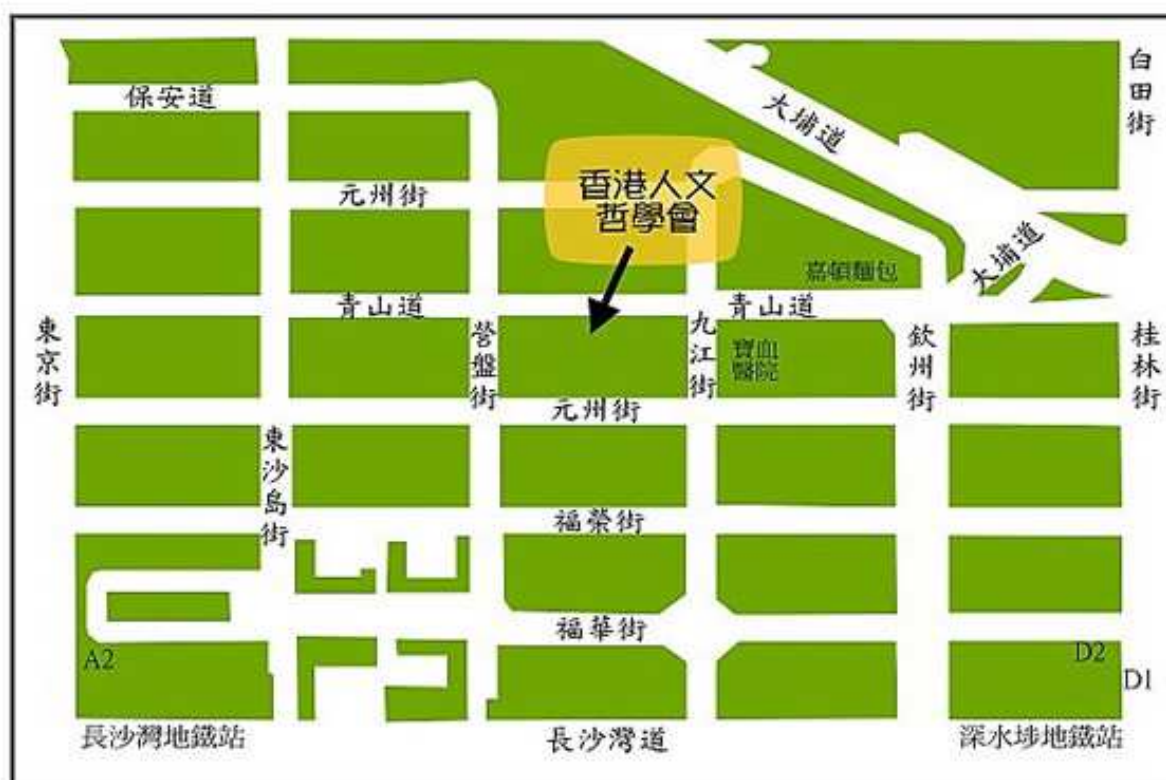 保安道
大埔道
白田街
香港人文
哲學會
元州街
嘉頓麵包
大埔道
青山道
青山道
東京街
營盤街
九江街
寶血
醫院
欽州街
桂林街
元州街
東沙島街
福榮街
福華街
A2
D2
D1
長沙灣地鐵站
長沙灣道
深水埗地鐵站